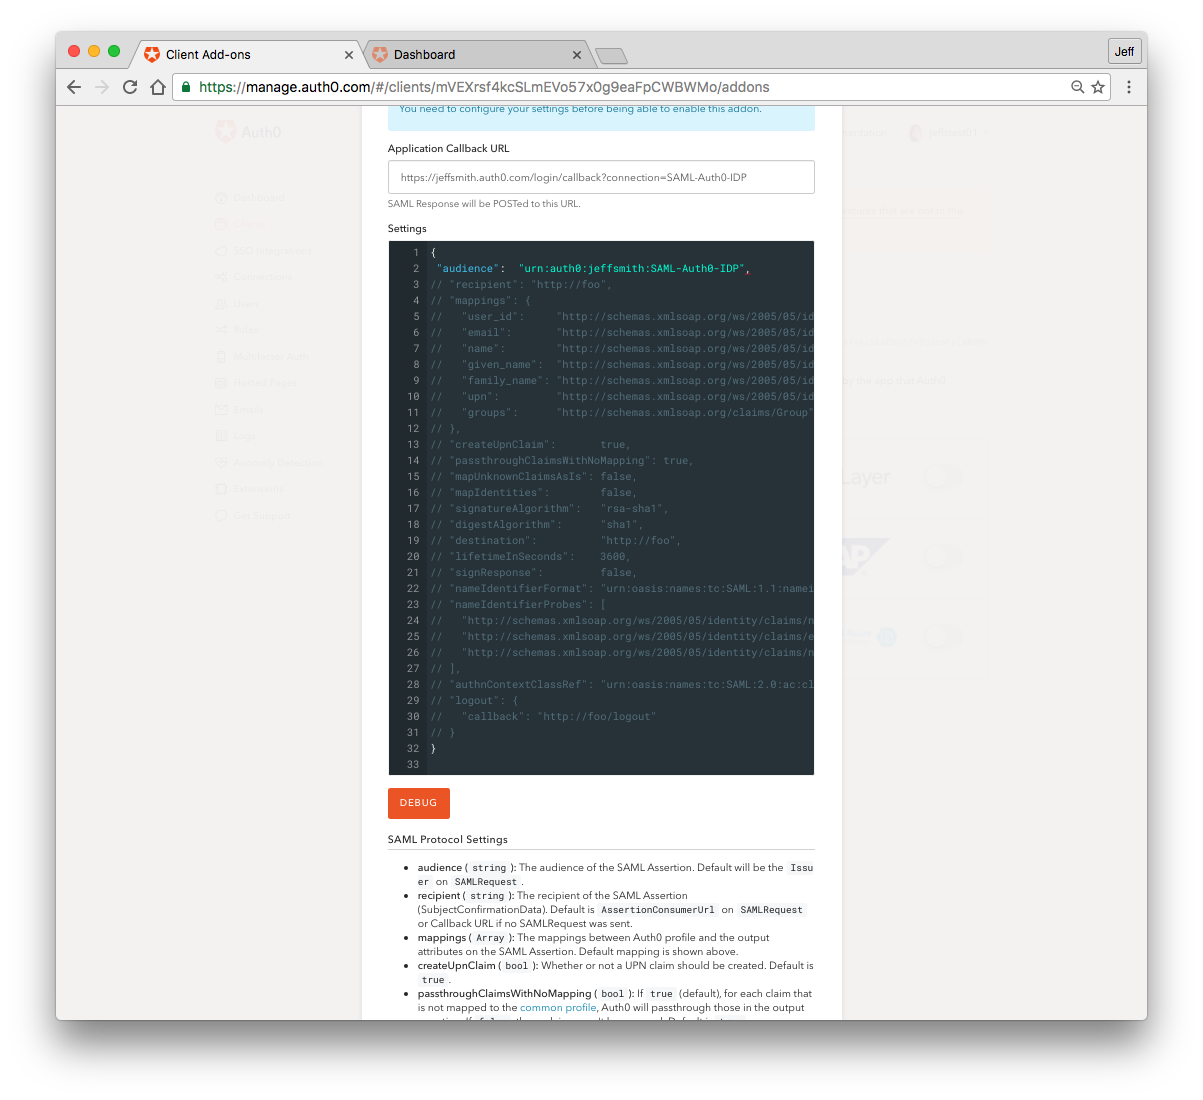 Client Add-ons
Dashboard
Jeff
https://manage.auth0.com/#/clients/mVEXrsf4kcSLmEVo57x0g9eaFpCWBWMo/addons
You need to configure your settings before being able to enable this addon.
Auth0
Application Callback URL
https://jeffsmith.auth0.com/login/callback?connection=SAML-Auth0-IDP
SAML Response will be POSTed to this URL.
Settings
1 {
2 "audience": "urn:auth0:jeffsmith:SAML-Auth0-IDP",
3 // "recipient": "http://foo",
4 // "mappings": {
5 // "user_id": "http://schemas.xmlsoap.org/ws/2005/05/id
6 // "email": "http://schemas.xmlsoap.org/ws/2005/05/id
7 // "name": "http://schemas.xmlsoap.org/ws/2005/05/id
8 // "given_name": "http://schemas.xmlsoap.org/ws/2005/05/id
9 // "family_name": "http://schemas.xmlsoap.org/ws/2005/05/id
10 // "upn": "http://schemas.xmlsoap.org/ws/2005/05/id
11 // "groups": "http://schemas.xmlsoap.org/claims/Group"
12 // },
13 // "createUpnClaim": true,
14 // "passthroughClaimsWithNoMapping": true,
15 // "mapUnknownClaimsAsIs": false,
16 // "mapIdentities": false,
17 // "signatureAlgorithm": "rsa-sha1",
18 // "digestAlgorithm": "sha1",
19 // "destination": "http://foo",
20 // "lifetimeInSeconds": 3600,
21 // "signResponse": false,
22 // "nameIdentifierFormat": "urn:oasis:names:tc:SAML:1.1:namei
23 // "nameIdentifierProbes": [
24 // "http://schemas.xmlsoap.org/ws/2005/05/identity/claims/n
25 // "http://schemas.xmlsoap.org/ws/2005/05/identity/claims/e
26 // "http://schemas.xmlsoap.org/ws/2005/05/identity/claims/n
27 // ],
28 // "authnContextClassRef": "urn:oasis:names:tc:SAML:2.0:ac:cl
29 // "logout": {
30 // "callback": "http://foo/logout"
31 // }
32 }
33
DEBUG
SAML Protocol Settings
• audience ( string ): The audience of the SAML Assertion. Default will be the Issu
er on SAMLRequest .
• recipient ( string ): The recipient of the SAML Assertion
(SubjectConfirmationData). Default is AssertionConsumerUrl on SAMLRequest
or Callback URL if no SAMLRequest was sent.
• mappings ( Array ): The mappings between Auth0 profile and the output
attributes on the SAML Assertion. Default mapping is shown above.
• createUpnClaim ( bool ): Whether or not a UPN claim should be created. Default is
true .
• passthroughClaimsWithNoMapping ( bool ): If true (default), for each claim that
is not mapped to the common profile, Auth0 will passthrough those in the output